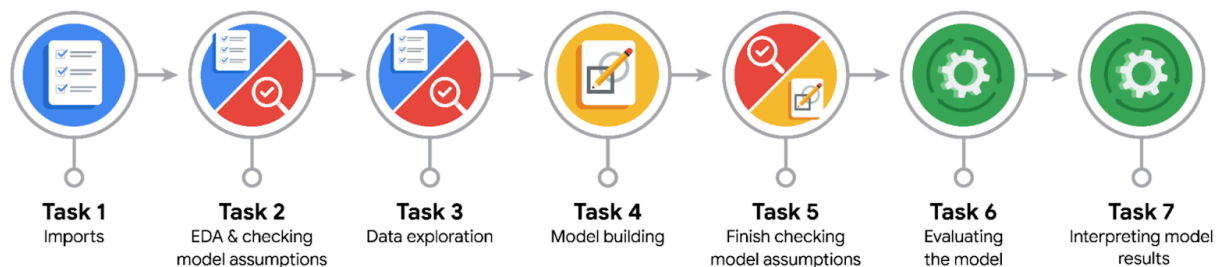 Task 1
Imports
Task 2
EDA & checking
model assumptions
Task 3
Data exploration
Task 4
Model building
Task 5
Finish checking
model assumptions
Task 6
Evaluating
the model
Task 7
Interpreting model
results